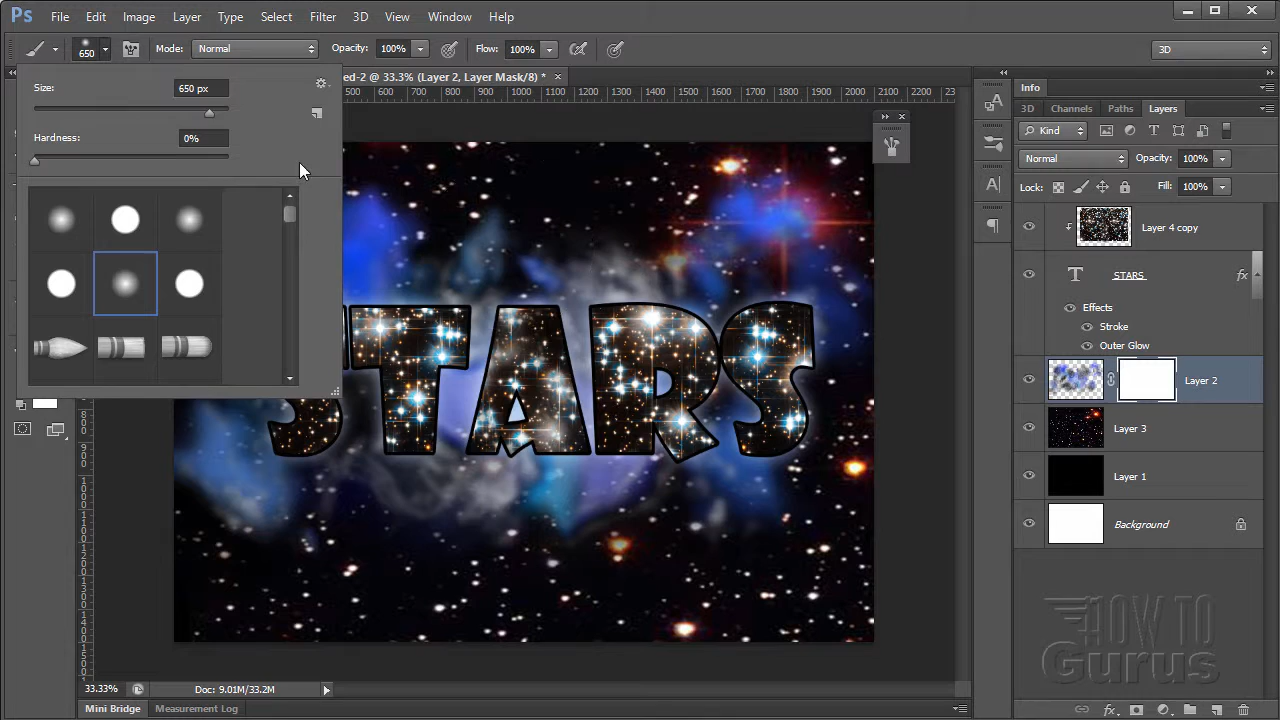 Ps File Edit Image Layer Type Select Filter 3D View Window Help
650 Mode: Normal Opacity: 100% Flow: 100% 3D
Size: 650 px
Hardness: 0%
ed-2 @ 33.3% (Layer 2, Layer Mask/8) * ×
500 600 700 800 900 1000 1100 1200 1300 1400 1500 1600 1700 1800 1900 2000 2100 2200 23
STARS
Info
3D Channels Paths Layers
Kind
Normal Opacity: 100%
Lock: Fill: 100%
Layer 4 copy
T STARS fx
Effects
Stroke
Outer Glow
Layer 2
Layer 3
Layer 1
Background
HOW TO
Gurus
33.33% Doc: 9.01M/33.2M
Mini Bridge Measurement Log